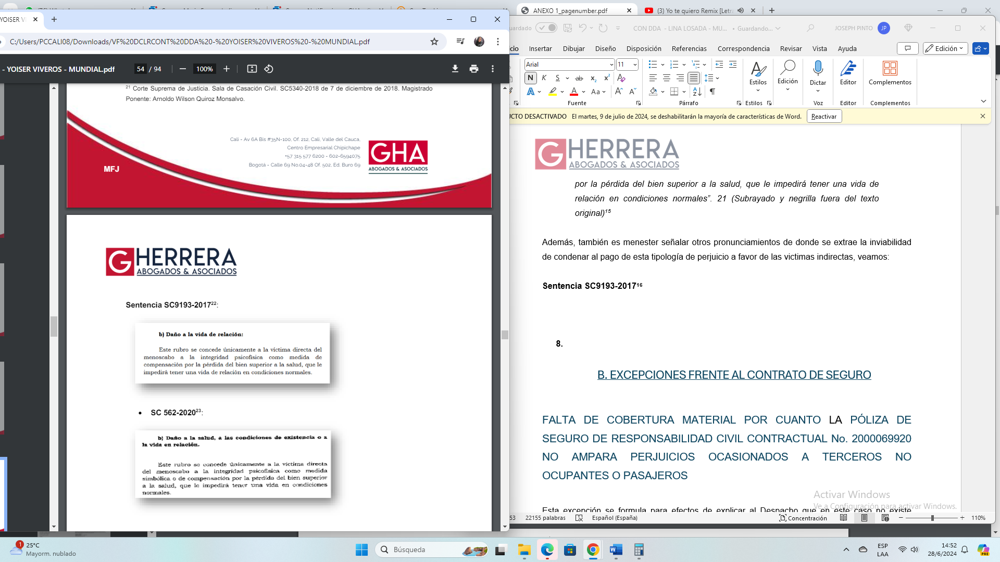 ANEXO 1_pagenumber.pdf
(3) Yo te quiero Remix [Letra
YOISER V
C:/Users/PCCALI08/Downloads/VF%20DCLRCONT%20DDA%20-%20YOISER%20VIVEROS%20-%20MUNDIAL.pdf
- YOISER VIVEROS - MUNDIAL.pdf
54 / 94
100%
21 Corte Suprema de Justicia. Sala de Casación Civil. SC5340-2018 de 7 de diciembre de 2018. Magistrado
Ponente: Arnoldo Wilson Quiroz Monsalvo.
Cali - Av 6A Bis #35N-100, Of. 212, Cali, Valle del Cauca,
Centro Empresarial Chipichape
+57 315 577 6200 - 602-6594075
Bogotá - Calle 69 No.04-48 Of. 502, Ed. Buro 69
MFJ
GHA
ABOGADOS & ASOCIADOS
GHERRERA
ABOGADOS & ASOCIADOS
Sentencia SC9193-2017²²:
b) Daño a la vida de relación:
Este rubro se concede únicamente a la víctima directa del
menoscabo a la integridad psicofísica como medida de
compensación por la pérdida del bien superior a la salud, que le
impedirá tener una vida de relación en condiciones normales.
• SC 562-2020²³:
b) Daño a la salud, a las condiciones de existencia o a
la vida en relación.
Este rubro se concede únicamente a la víctima directa
del menoscabo a la integridad psicofísica como medida
simbólica o de compensación por la pérdida del bien superior
a la salud, que le impedirá tener una vida en condiciones
normales.
uardado
CON DDA - LINA LOSADA - MU... • Guardando...
JOSEPH PINTO
JP
icio
Insertar
Dibujar
Diseño
Disposición
Referencias
Correspondencia
Revisar
Vista
Ayuda
Edición
Arial
11
N K S ab x₂ x²
A A Aa A A
Fuente
Párrafo
Estilos
Estilos
Edición
Dictar
Voz
Editor
Editor
Complementos
Complementos
UCTO DESACTIVADO El martes, 9 de julio de 2024, se deshabilitarán la mayoría de características de Word.
Reactivar
GHERRERA
ABOGADOS & ASOCIADOS
por la pérdida del bien superior a la salud, que le impedirá tener una vida de
relación en condiciones normales”. 21 (Subrayado y negrilla fuera del texto
original)¹⁵
Además, también es menester señalar otros pronunciamientos de donde se extrae la inviabilidad
de condenar al pago de esta tipología de perjuicio a favor de las victimas indirectas, veamos:
Sentencia SC9193-2017¹⁶
8.
B. EXCEPCIONES FRENTE AL CONTRATO DE SEGURO
FALTA DE COBERTURA MATERIAL POR CUANTO LA PÓLIZA DE
SEGURO DE RESPONSABILIDAD CIVIL CONTRACTUAL No. 2000069920
NO AMPARA PERJUICIOS OCASIONADOS A TERCEROS NO
OCUPANTES O PASAJEROS
Esta excepción se formula para efectos de explicar al Despacho que en este caso no existe
Activar Windows
Ve a Configuración para activar Windows.
53
22155 palabras
Español (España)
Concentración
110%
1
25°C
Mayorm. nublado
Búsqueda
ESP
LAA
14:52
28/6/2024
PRE